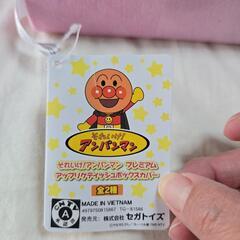 それいけ!
アンパンマン
それいけ!アンパンマン プレミアム
アップリケティッシュボックスカバー
全2種
MADE IN VIETNAM
A
発売元:株式会社 セガトイズ